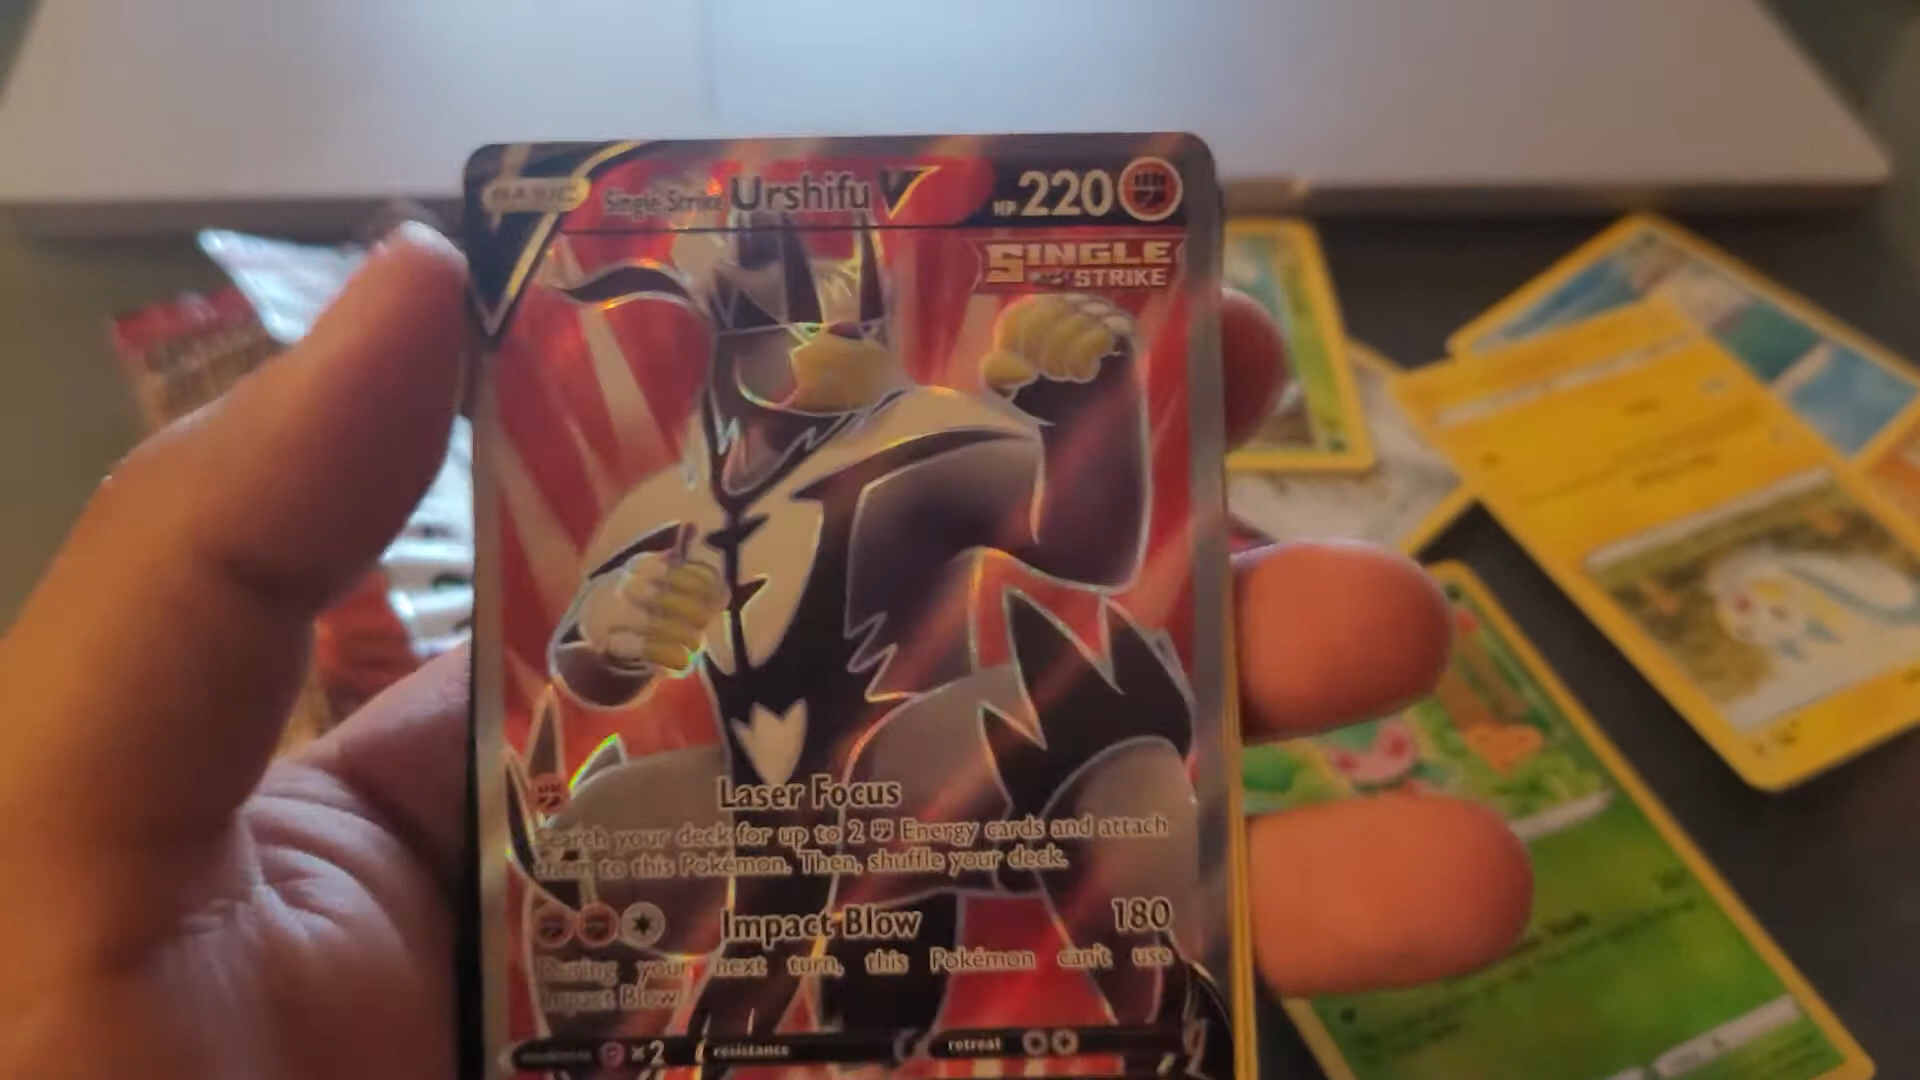 BASIC Single Strike Urshifu V HP 220
SINGLE
STRIKE
Laser Focus
Search your deck for up to 2 Energy cards and attach
them to this Pokémon. Then, shuffle your deck.
Impact Blow 180
During your next turn, this Pokémon can't use
Impact Blow.
weakness ×2 resistance retreat